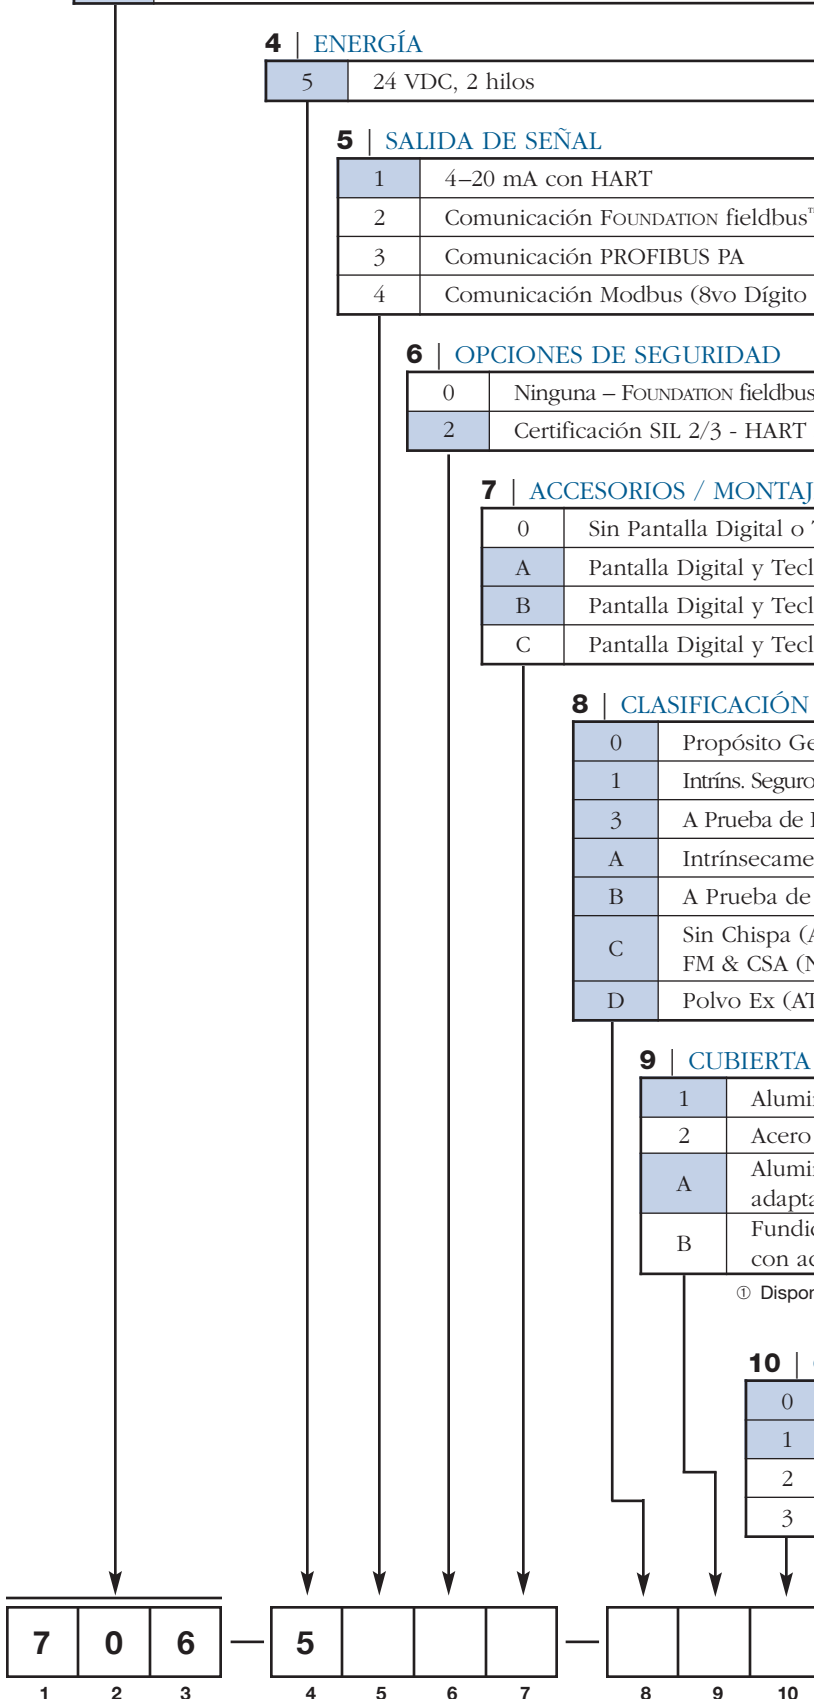 4 | ENERGÍA
5 24 VDC, 2 hilos
5 | SALIDA DE SEÑAL
1 4–20 mA con HART
2 Comunicación FOUNDATION fieldbus
3 Comunicación PROFIBUS PA
4 Comunicación Modbus (8vo Dígito
6 | OPCIONES DE SEGURIDAD
0 Ninguna – FOUNDATION fieldbus
2 Certificación SIL 2/3 - HART
7 | ACCESORIOS / MONTAJ
0 Sin Pantalla Digital o
A Pantalla Digital y Tecl
B Pantalla Digital y Tecl
C Pantalla Digital y Tecl
8 | CLASIFICACIÓN
0 Propósito Ge
1 Intríns. Seguro
3 A Prueba de
A Intrínsecame
B A Prueba de
C Sin Chispa (A
FM & CSA (N
D Polvo Ex (AT
9 | CUBIERTA
1 Alumi
2 Acero
A Alumi
adapta
B Fundi
con a
① Dispon
10 |
0
1
2
3
7 0 6 — 5 —
1 2 3 4 5 6 7 8 9 10